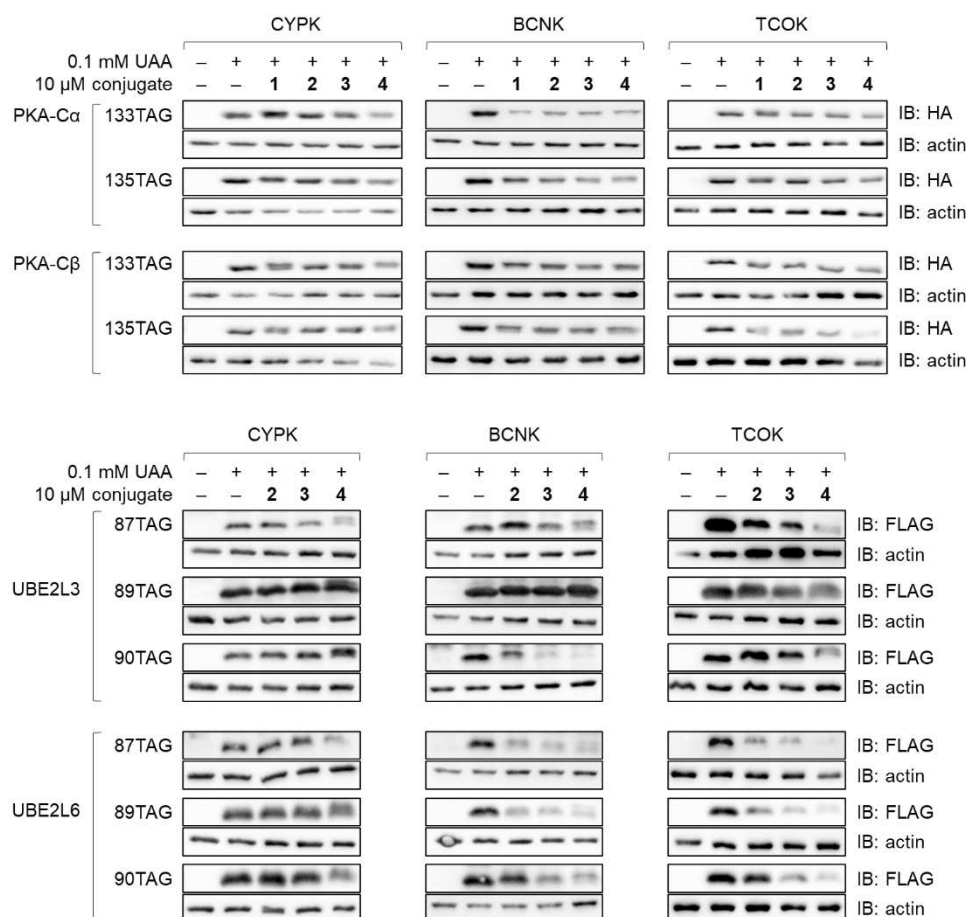 CYPK BCNK TCOK
0.1 mM UAA – + + + + + – + + + + + – + + + + +
10 µM conjugate – – 1 2 3 4 – – 1 2 3 4 – – 1 2 3 4
PKA-Cα 133TAG IB: HA
IB: actin
135TAG IB: HA
IB: actin
PKA-Cβ 133TAG IB: HA
IB: actin
135TAG IB: HA
IB: actin
CYPK BCNK TCOK
0.1 mM UAA – + + + + – + + + + – + + + +
10 µM conjugate – – 2 3 4 – – 2 3 4 – – 2 3 4
87TAG IB: FLAG
IB: actin
UBE2L3 89TAG IB: FLAG
IB: actin
90TAG IB: FLAG
IB: actin
87TAG IB: FLAG
IB: actin
UBE2L6 89TAG IB: FLAG
IB: actin
90TAG IB: FLAG
IB: actin